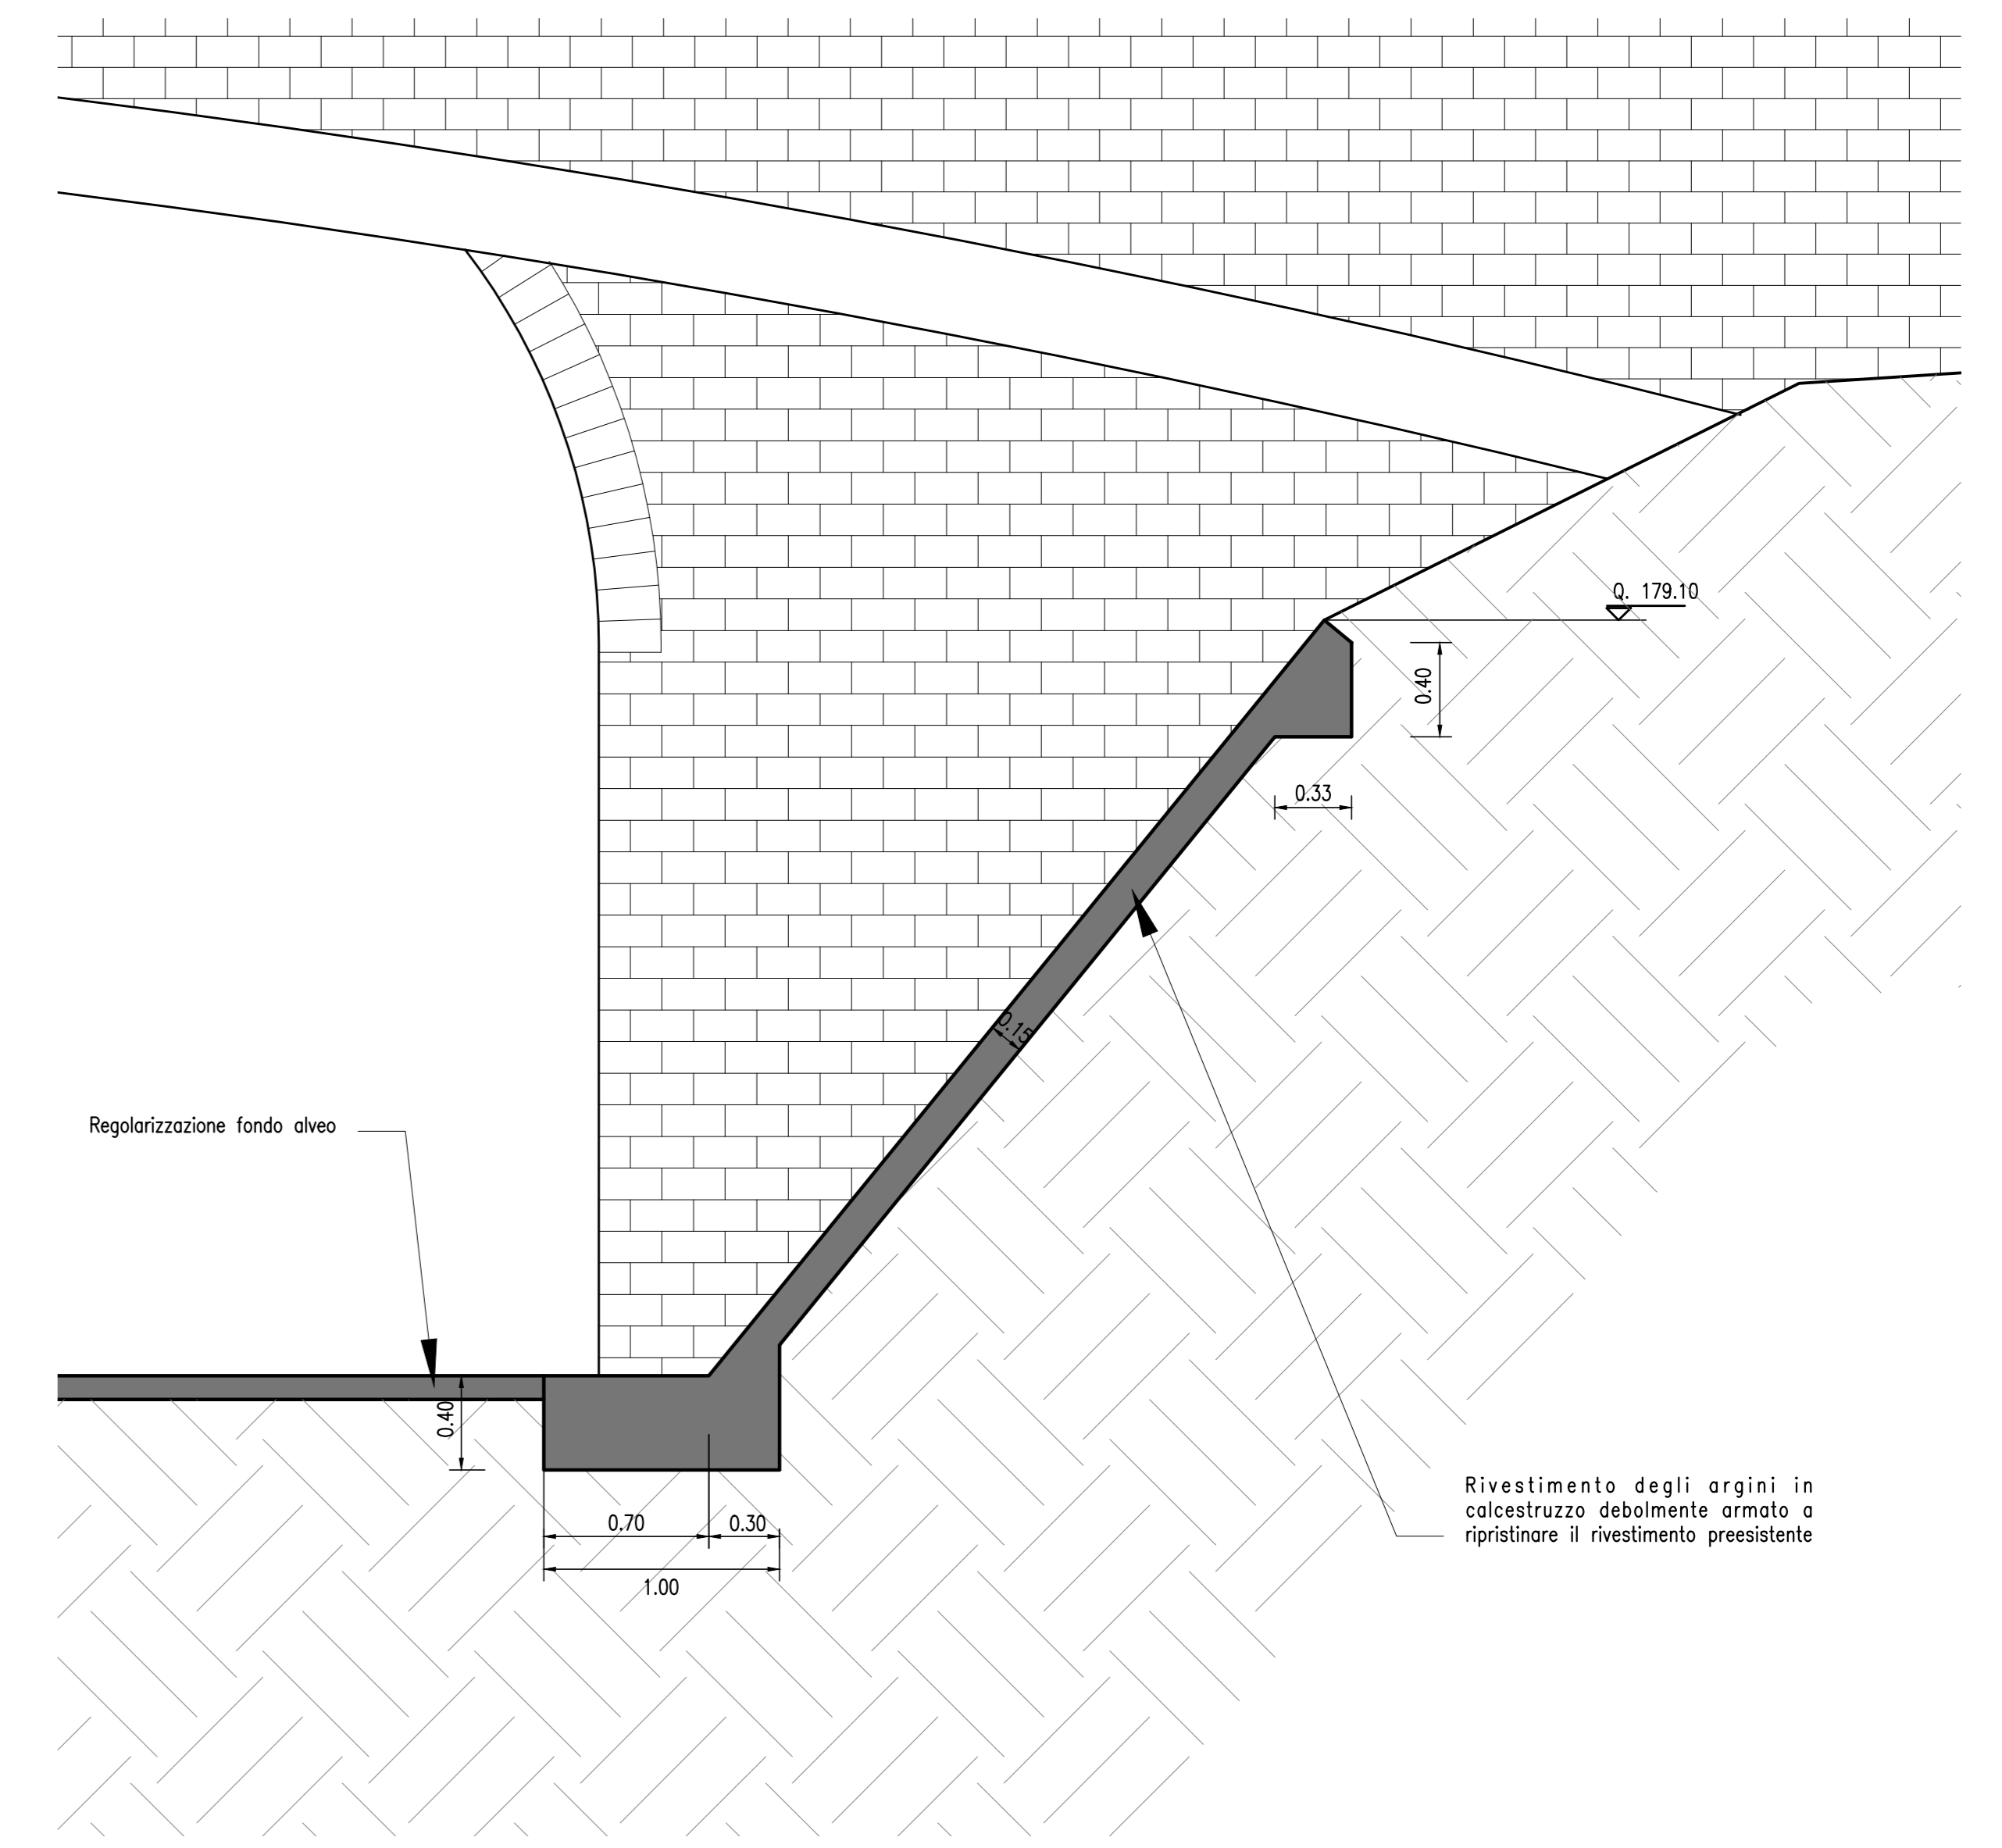 Q. 179.10
0.40
0.33
0.15
Regolarizzazione fondo alveo
0.40
Rivestimento degli argini in
calcestruzzo debolmente armato a
ripristinare il rivestimento preesistente
0.70
0.30
1.00